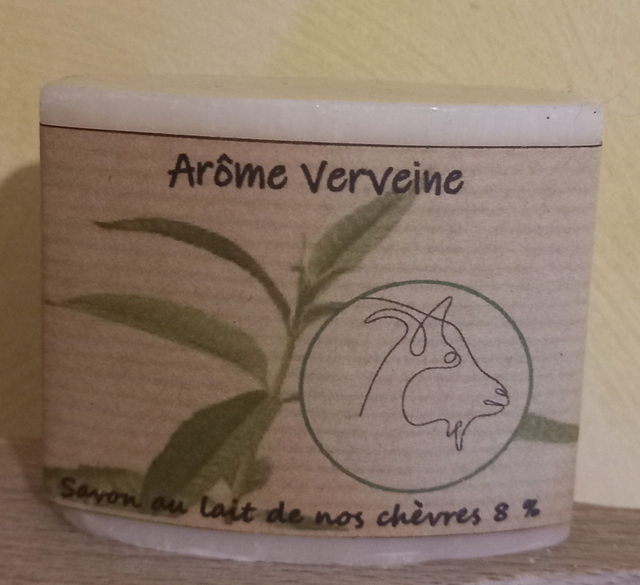 Arôme Verveine
Savon au lait de nos chèvres 8 %